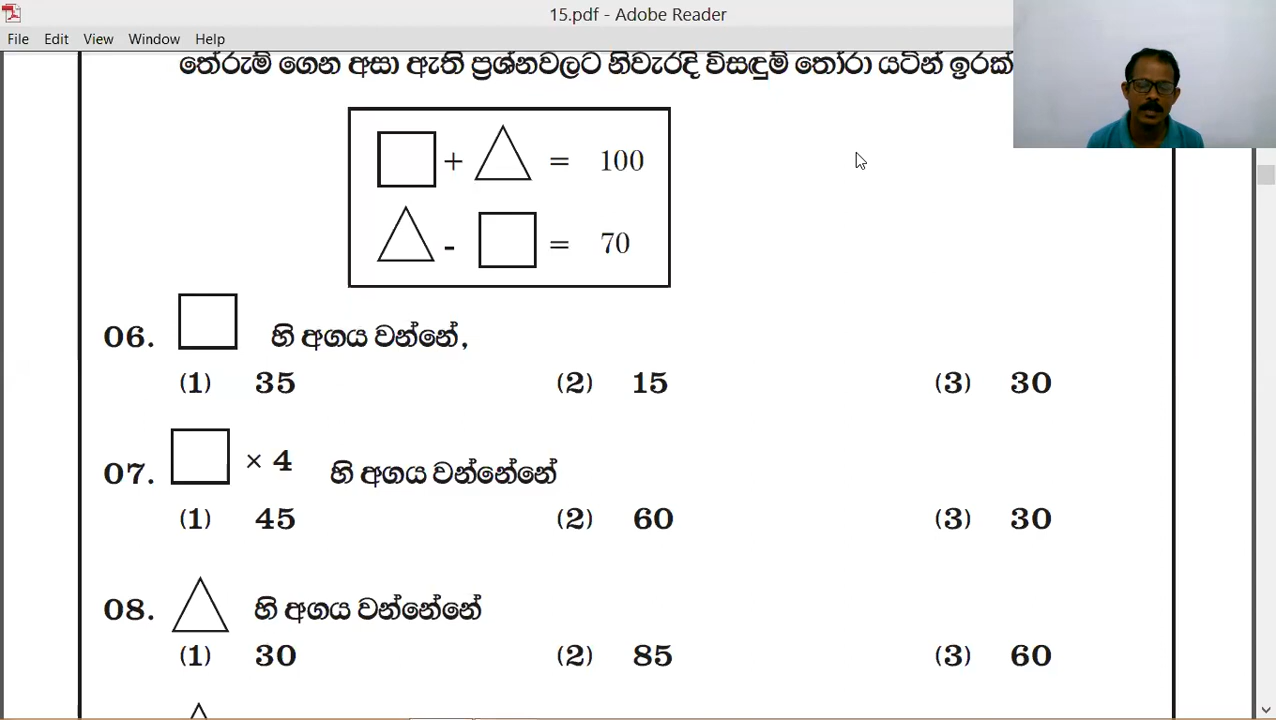 15.pdf - Adobe Reader
File Edit View Window Help
තේරුම් ගෙන අසා ඇති ප්‍රශ්නවලට නිවැරදි විසඳුම් තෝරා යටින් ඉරක්
+ = 100
- = 70
06. හි අගය වන්නේ,
(1) 35 (2) 15 (3) 30
07. × 4 හි අගය වන්නේනේ
(1) 45 (2) 60 (3) 30
08. හි අගය වන්නේනේ
(1) 30 (2) 85 (3) 60